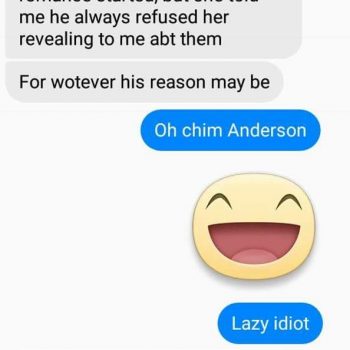 me he always refused her
revealing to me abt them
For wotever his reason may be
Oh chim Anderson
Lazy idiot